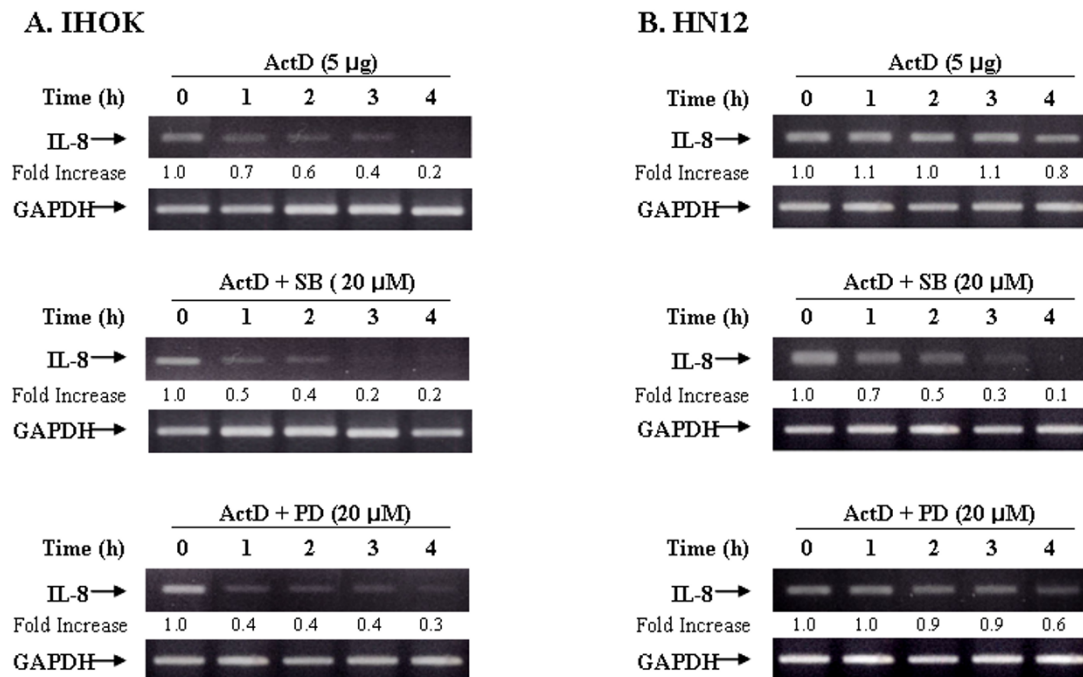 A. IHOK
ActD (5 µg)
Time (h) 0 1 2 3 4
IL-8
Fold Increase 1.0 0.7 0.6 0.4 0.2
GAPDH
ActD + SB ( 20 µM)
Time (h) 0 1 2 3 4
IL-8
Fold Increase 1.0 0.5 0.4 0.2 0.2
GAPDH
ActD + PD (20 µM)
Time (h) 0 1 2 3 4
IL-8
Fold Increase 1.0 0.4 0.4 0.4 0.3
GAPDH
B. HN12
ActD (5 µg)
Time (h) 0 1 2 3 4
IL-8
Fold Increase 1.0 1.1 1.0 1.1 0.8
GAPDH
ActD + SB (20 µM)
Time (h) 0 1 2 3 4
IL-8
Fold Increase 1.0 0.7 0.5 0.3 0.1
GAPDH
ActD + PD (20 µM)
Time (h) 0 1 2 3 4
IL-8
Fold Increase 1.0 1.0 0.9 0.9 0.6
GAPDH